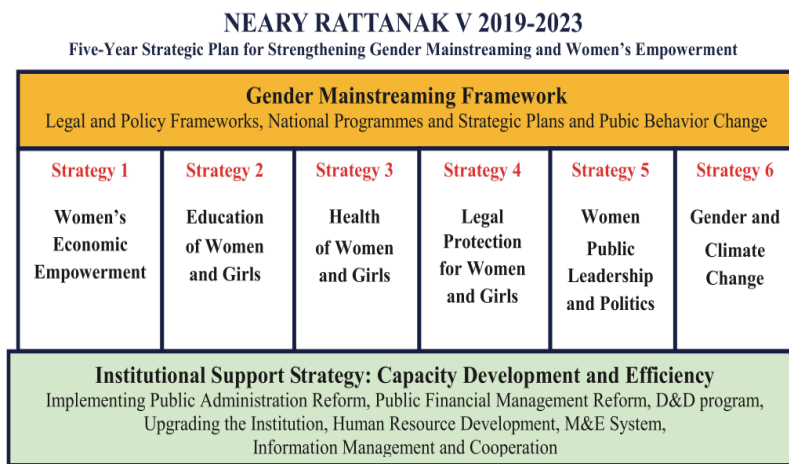 NEARY RATTANAK V 2019-2023
Five-Year Strategic Plan for Strengthening Gender Mainstreaming and Women's Empowerment
Gender Mainstreaming Framework
Legal and Policy Frameworks, National Programmes and Strategic Plans and Pubic Behavior Change
Strategy 1
Women's
Economic
Empowerment
Strategy 2
Education
of Women
and Girls
Strategy 3
Health
of Women
and Girls
Strategy 4
Legal
Protection
for Women
and Girls
Strategy 5
Women
Public
Leadership
and Politics
Strategy 6
Gender and
Climate
Change
Institutional Support Strategy: Capacity Development and Efficiency
Implementing Public Administration Reform, Public Financial Management Reform, D&D program,
Upgrading the Institution, Human Resource Development, M&E System,
Information Management and Cooperation